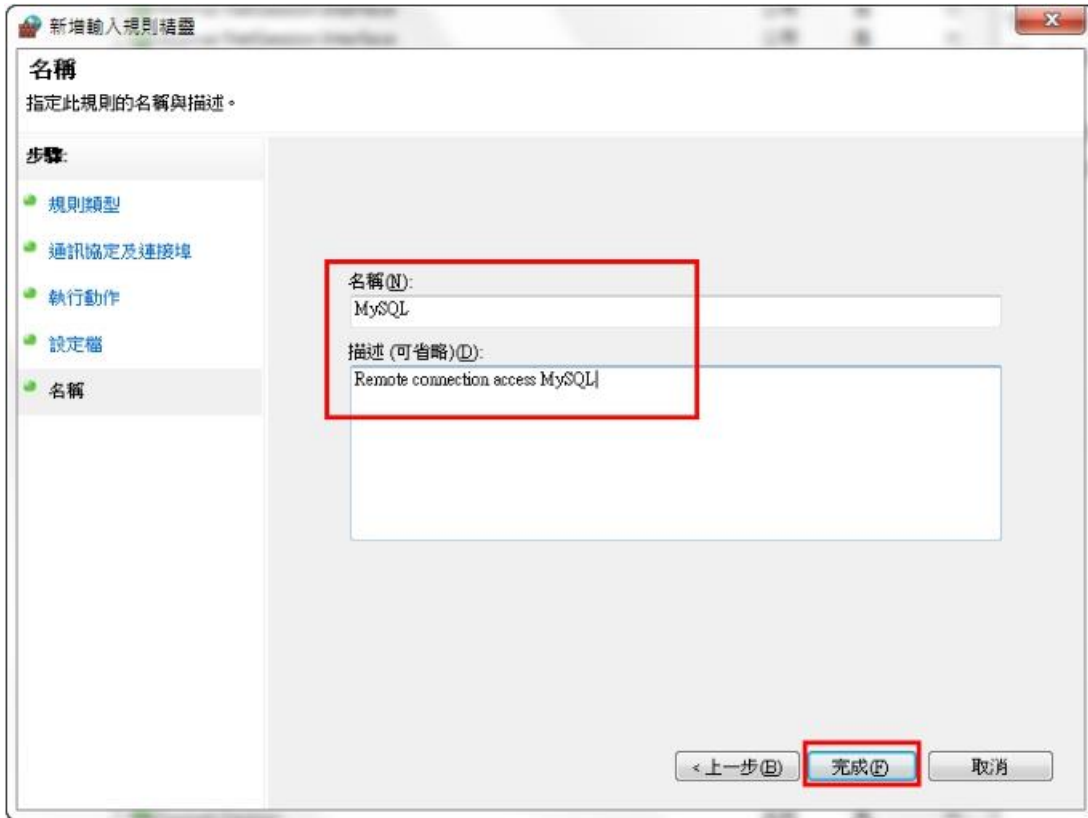 新增輸入規則精靈
名稱
指定此規則的名稱與描述。
步驟:
規則類型
通訊協定及連接埠
執行動作
設定檔
名稱
名稱(N):
MySQL
描述 (可省略)(D):
Remote connection access MySQL
<上一步(B)
完成(F)
取消